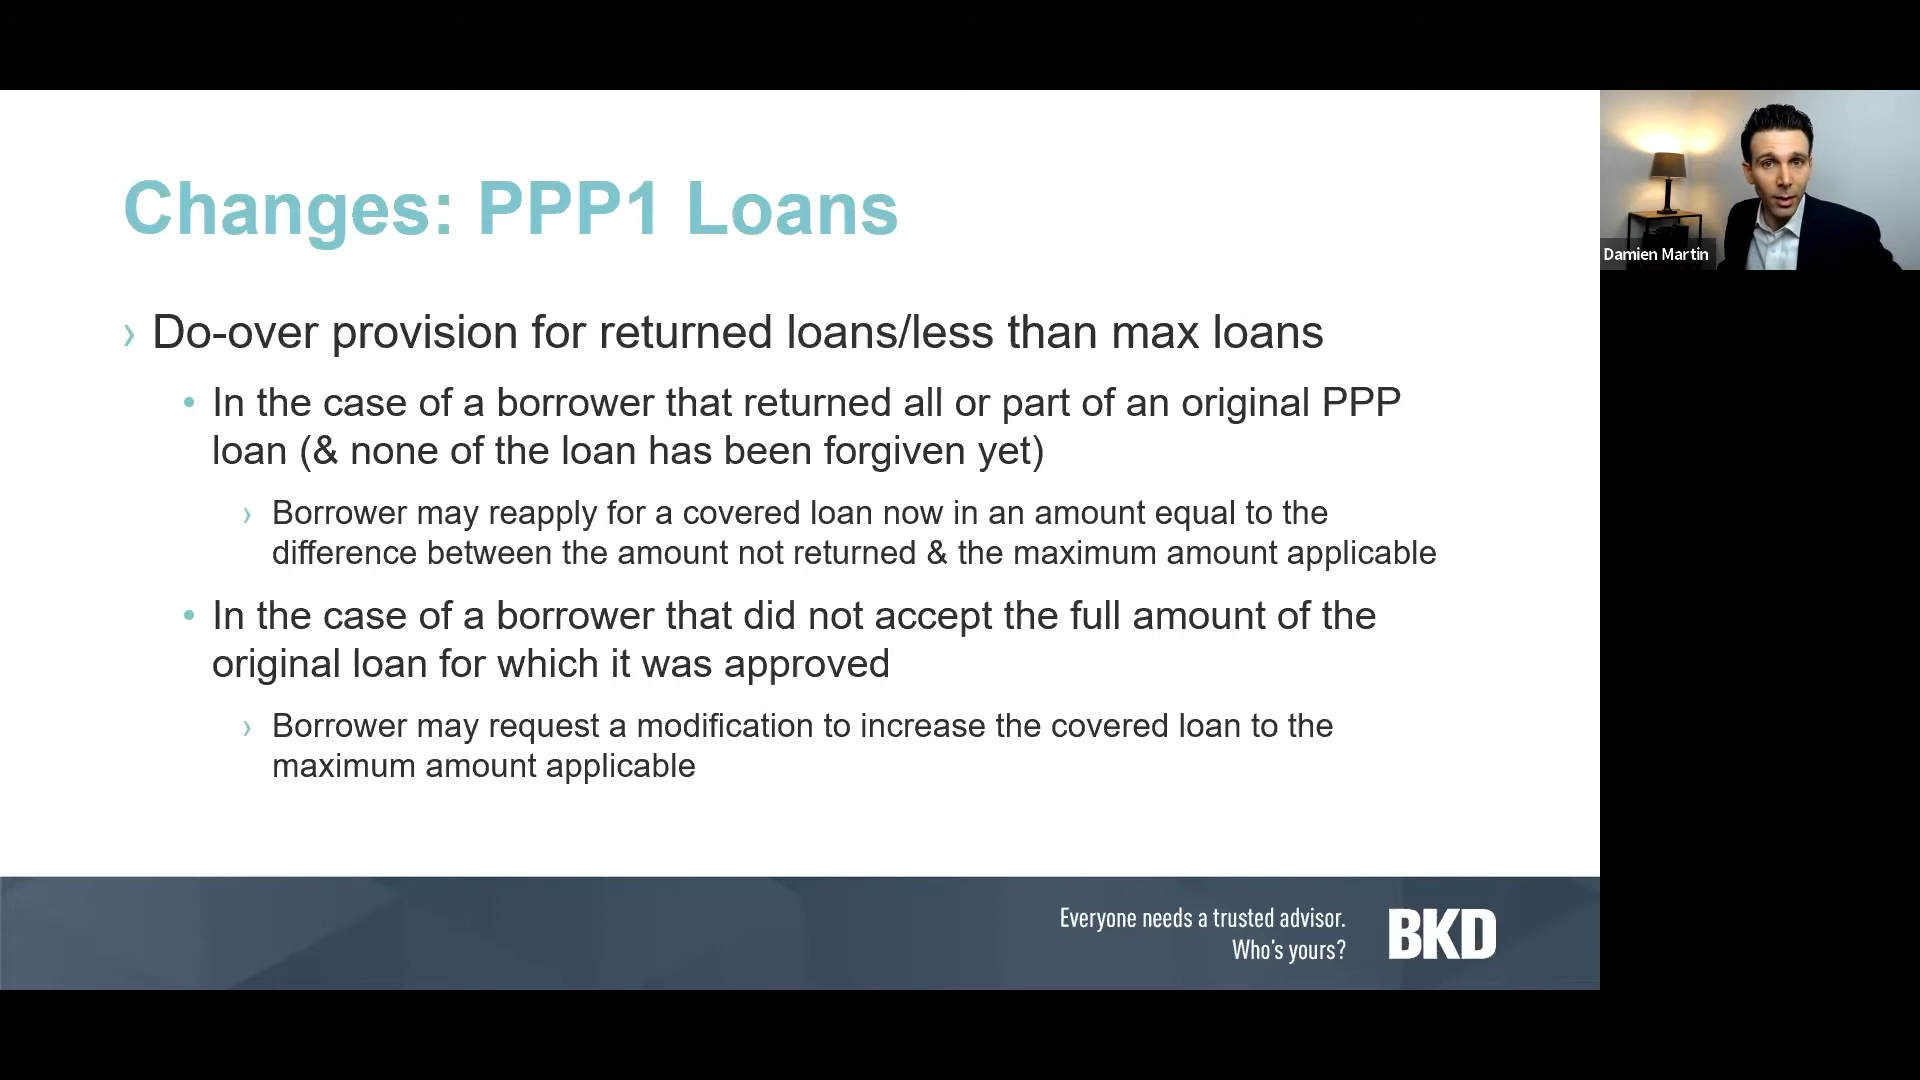 Changes: PPP1 Loans
› Do-over provision for returned loans/less than max loans
• In the case of a borrower that returned all or part of an original PPP
loan (& none of the loan has been forgiven yet)
› Borrower may reapply for a covered loan now in an amount equal to the
difference between the amount not returned & the maximum amount applicable
• In the case of a borrower that did not accept the full amount of the
original loan for which it was approved
› Borrower may request a modification to increase the covered loan to the
maximum amount applicable
Everyone needs a trusted advisor.
Who's yours?
BKD
Damien Martin